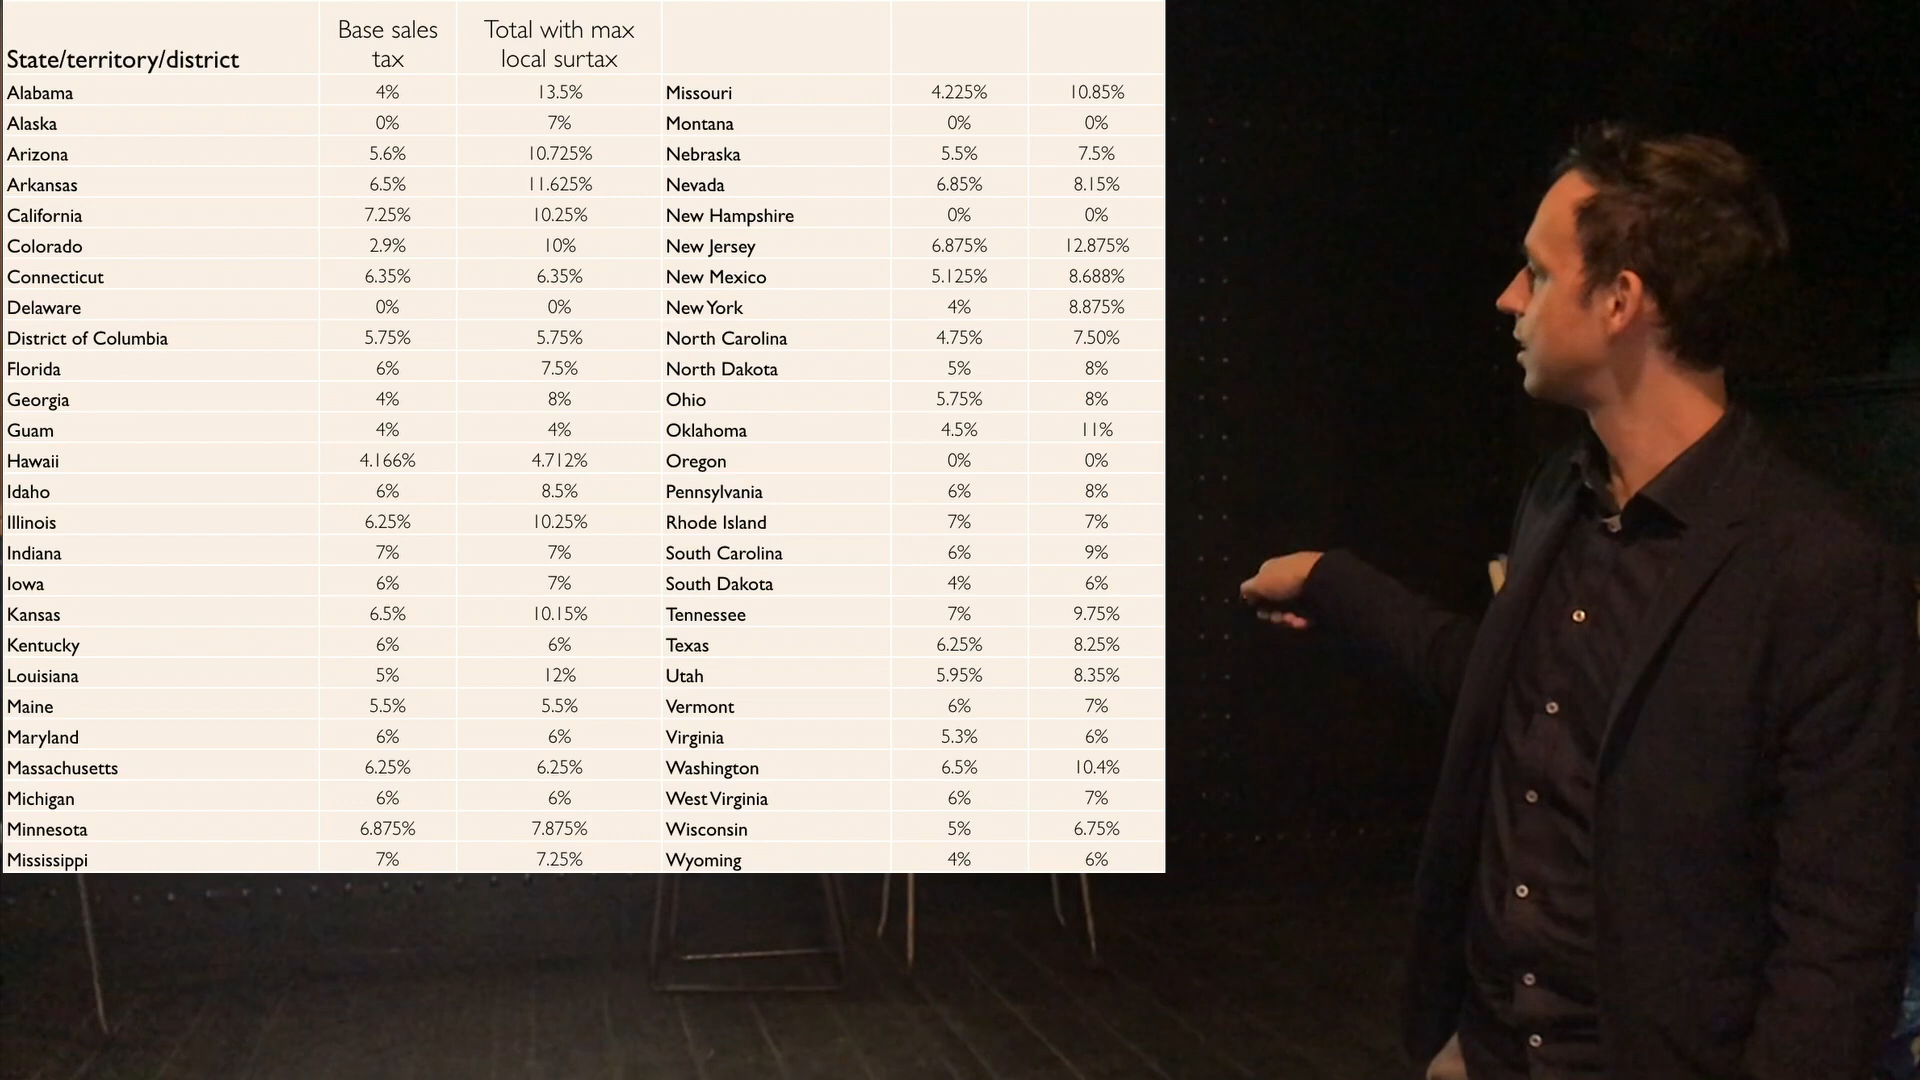 State/territory/district Base sales tax Total with max local surtax
Alabama 4% 13.5% Missouri 4.225% 10.85%
Alaska 0% 7% Montana 0% 0%
Arizona 5.6% 10.725% Nebraska 5.5% 7.5%
Arkansas 6.5% 11.625% Nevada 6.85% 8.15%
California 7.25% 10.25% New Hampshire 0% 0%
Colorado 2.9% 10% New Jersey 6.875% 12.875%
Connecticut 6.35% 6.35% New Mexico 5.125% 8.688%
Delaware 0% 0% New York 4% 8.875%
District of Columbia 5.75% 5.75% North Carolina 4.75% 7.50%
Florida 6% 7.5% North Dakota 5% 8%
Georgia 4% 8% Ohio 5.75% 8%
Guam 4% 4% Oklahoma 4.5% 11%
Hawaii 4.166% 4.712% Oregon 0% 0%
Idaho 6% 8.5% Pennsylvania 6% 8%
Illinois 6.25% 10.25% Rhode Island 7% 7%
Indiana 7% 7% South Carolina 6% 9%
Iowa 6% 7% South Dakota 4% 6%
Kansas 6.5% 10.15% Tennessee 7% 9.75%
Kentucky 6% 6% Texas 6.25% 8.25%
Louisiana 5% 12% Utah 5.95% 8.35%
Maine 5.5% 5.5% Vermont 6% 7%
Maryland 6% 6% Virginia 5.3% 6%
Massachusetts 6.25% 6.25% Washington 6.5% 10.4%
Michigan 6% 6% West Virginia 6% 7%
Minnesota 6.875% 7.875% Wisconsin 5% 6.75%
Mississippi 7% 7.25% Wyoming 4% 6%